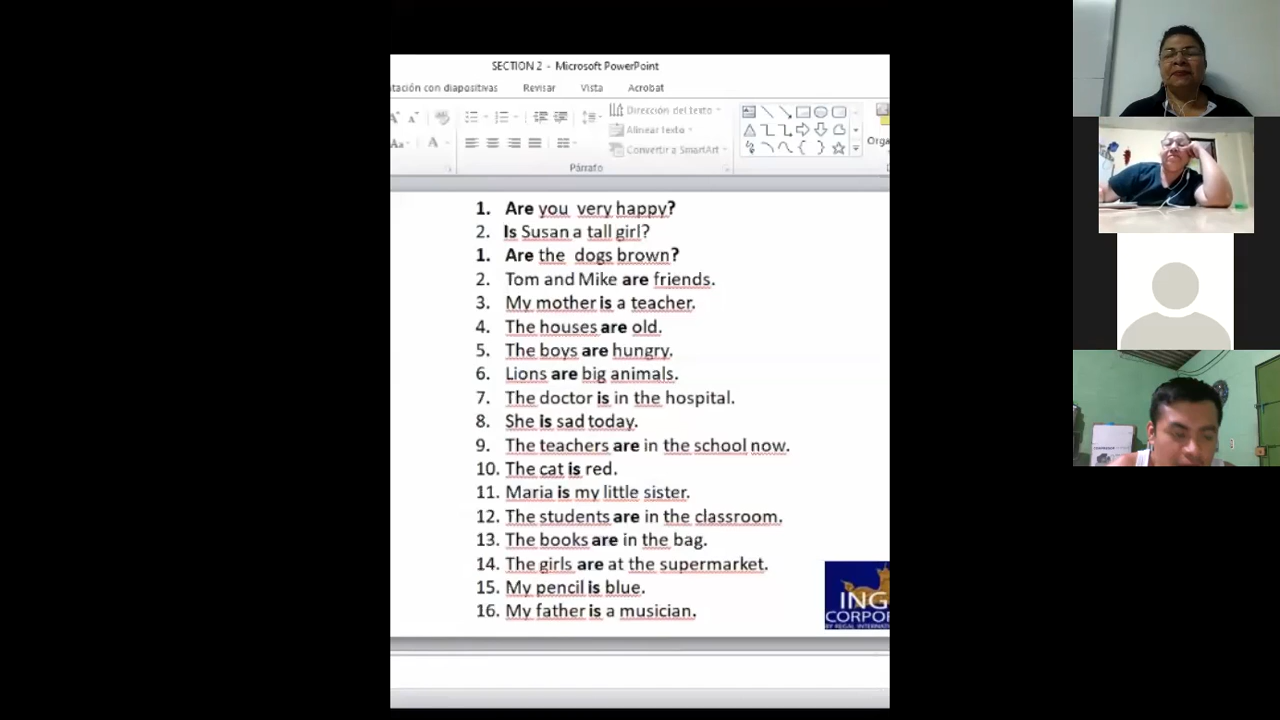 SECTION 2 - Microsoft PowerPoint
tación con diapositivas Revisar Vista Acrobat
Dirección del texto
Alinear texto
Convertir a SmartArt
Orga
Párrafo
1. Are you very happy?
2. Is Susan a tall girl?
1. Are the dogs brown?
2. Tom and Mike are friends.
3. My mother is a teacher.
4. The houses are old.
5. The boys are hungry.
6. Lions are big animals.
7. The doctor is in the hospital.
8. She is sad today.
9. The teachers are in the school now.
10. The cat is red.
11. Maria is my little sister.
12. The students are in the classroom.
13. The books are in the bag.
14. The girls are at the supermarket.
15. My pencil is blue.
16. My father is a musician.
ING
CORPOR
BY REGAL INTERNAT